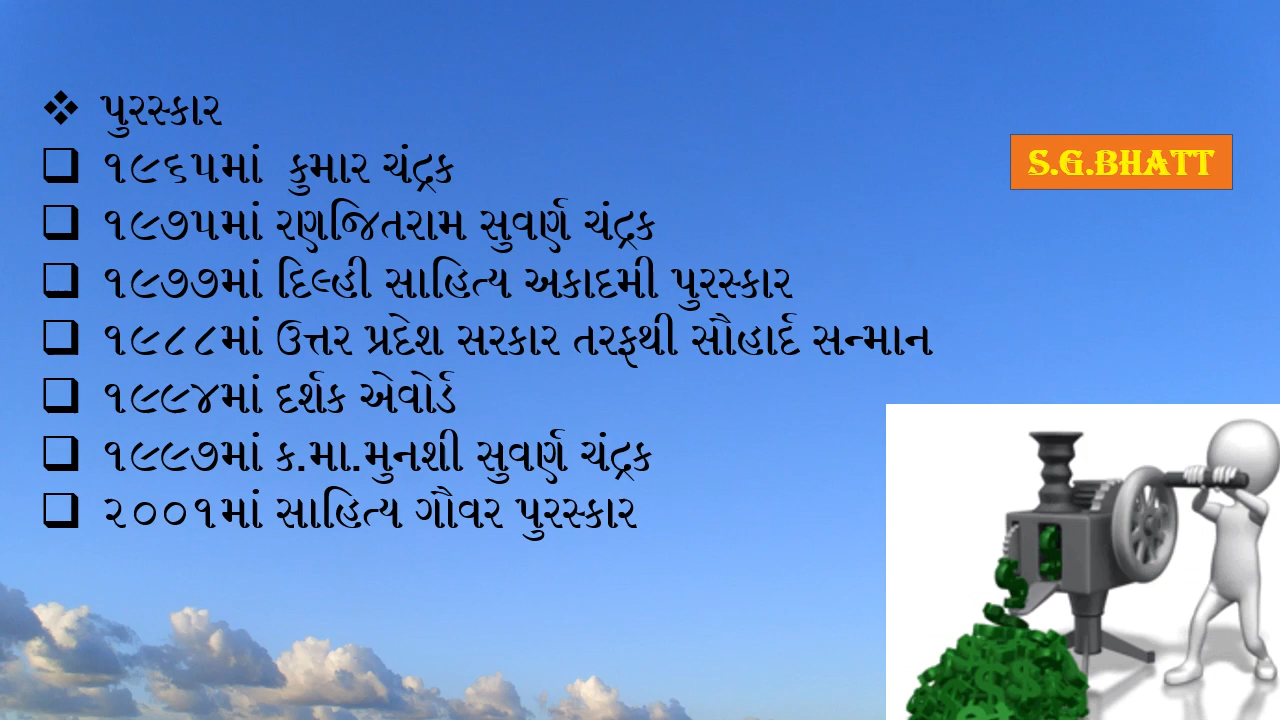 ❖ પુરસ્કાર
❑ ૧૯૬૫માં કુમાર ચંદ્રક
❑ ૧૯૭૫માં રણજિતરામ સુવર્ણ ચંદ્રક
❑ ૧૯૭૭માં દિલ્હી સાહિત્ય અકાદમી પુરસ્કાર
❑ ૧૯૮૮માં ઉત્તર પ્રદેશ સરકાર તરફથી સૌહાર્દ સન્માન
❑ ૧૯૯૪માં દર્શક એવોર્ડ
❑ ૧૯૯૭માં ક.મા.મુનશી સુવર્ણ ચંદ્રક
❑ ૨૦૦૧માં સાહિત્ય ગૌવર પુરસ્કાર
S.G.BHATT